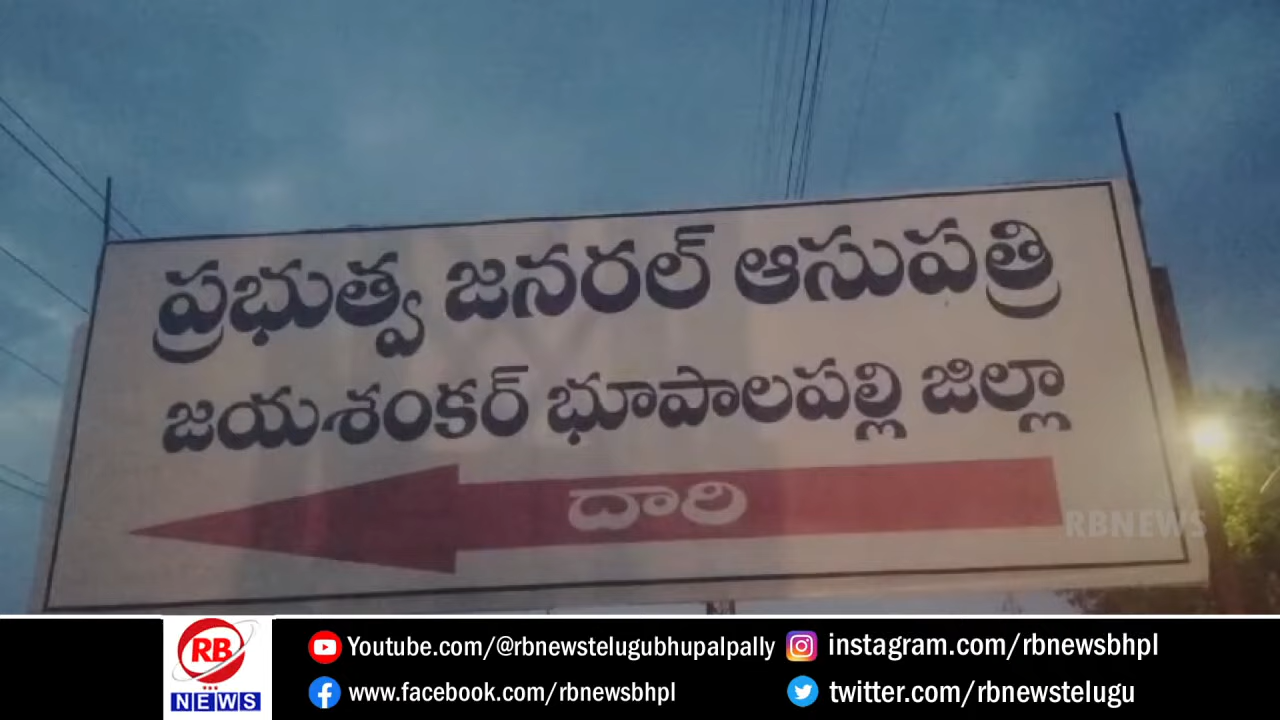 ప్రభుత్వ జనరల్ ఆసుపత్రి
జయశంకర్ భూపాలపల్లి జిల్లా
దారి
RBNEWS
RB
NEWS
Youtube.com/@rbnewstelugubhupalpally
instagram.com/rbnewsbhpl
www.facebook.com/rbnewsbhpl
twitter.com/rbnewstelugu